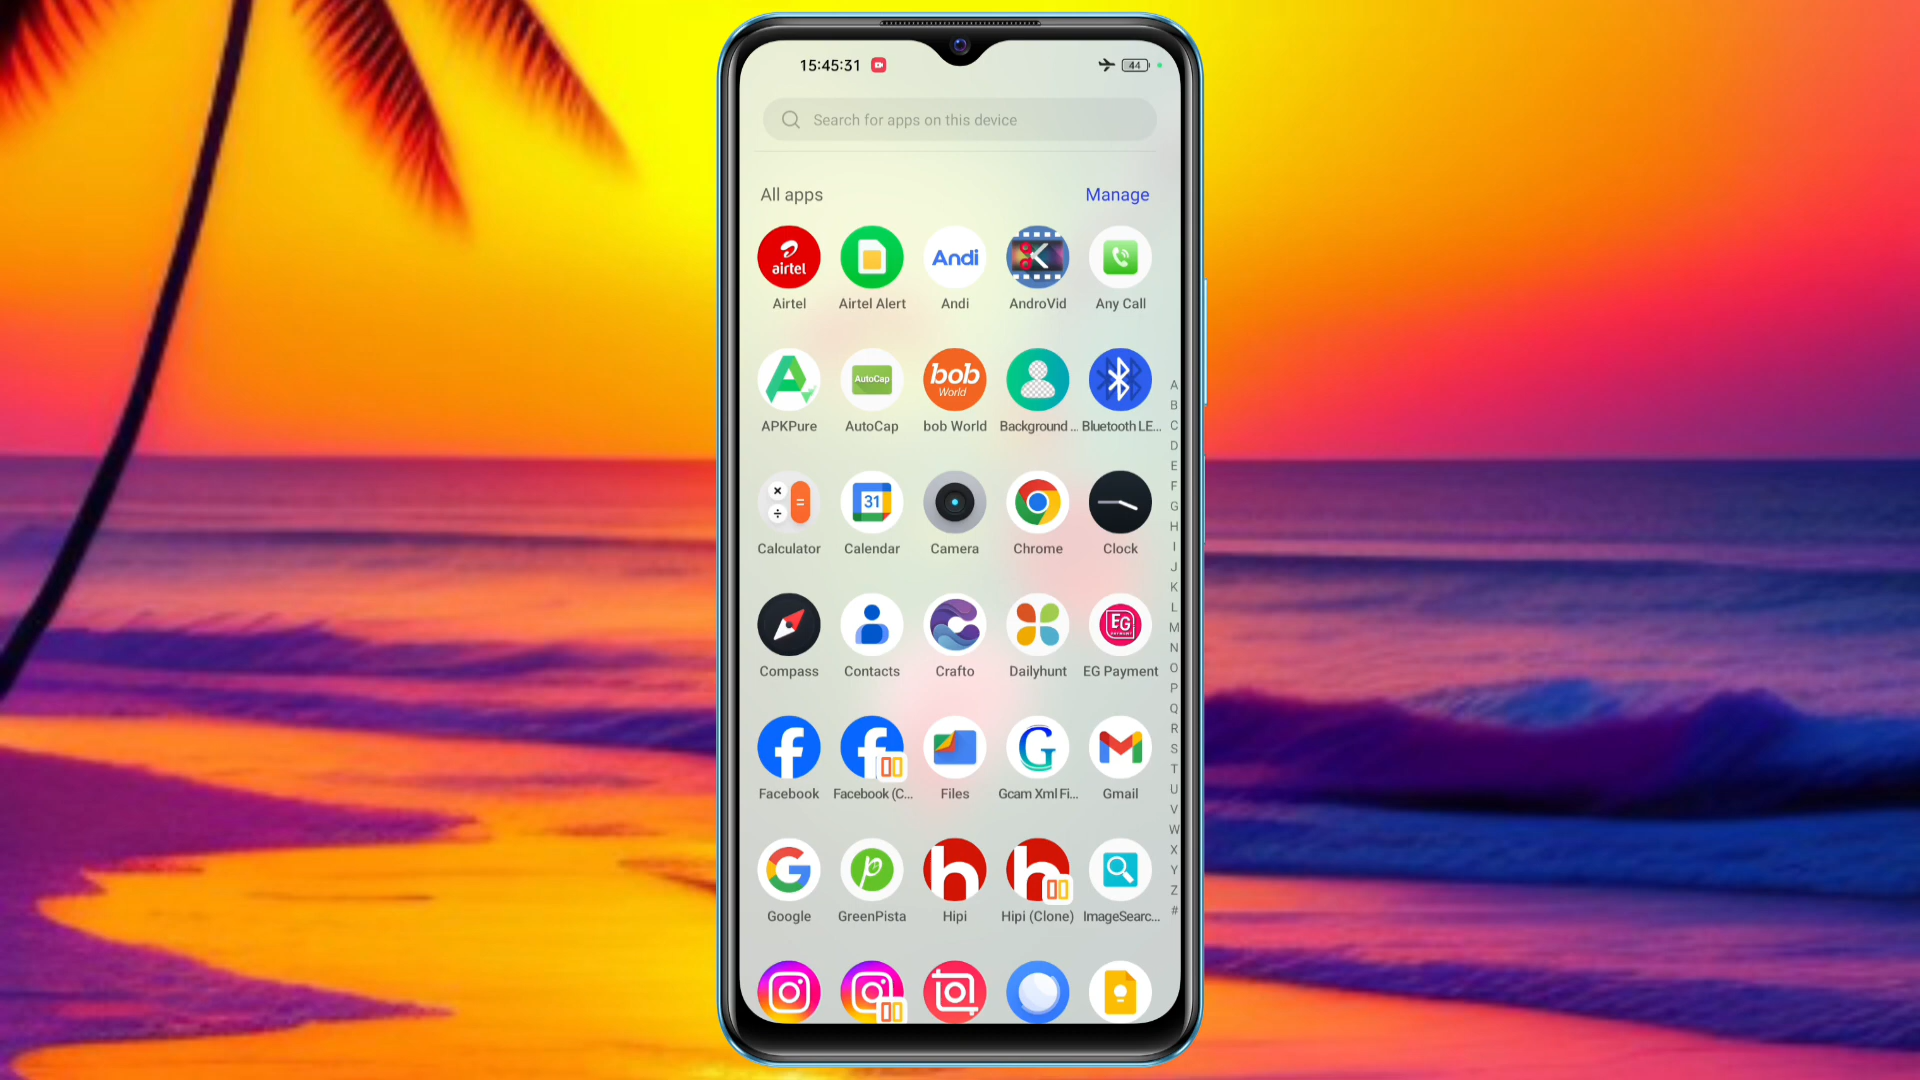 15:45:31
44
Search for apps on this device
All apps
Manage
airtel
Andi
Airtel
Airtel Alert
Andi
AndroVid
Any Call
AutoCap
bob
World
APKPure
AutoCap
bob World
Background ...
Bluetooth LE...
31
Calculator
Calendar
Camera
Chrome
Clock
EG
PAYMENT
Compass
Contacts
Crafto
Dailyhunt
EG Payment
Facebook
Facebook (C...
Files
Gcam Xml Fi...
Gmail
Google
GreenPista
Hipi
Hipi (Clone)
ImageSearc...
A
B
C
D
E
F
G
H
I
J
K
L
M
N
O
P
Q
R
S
T
U
V
W
X
Y
Z
#